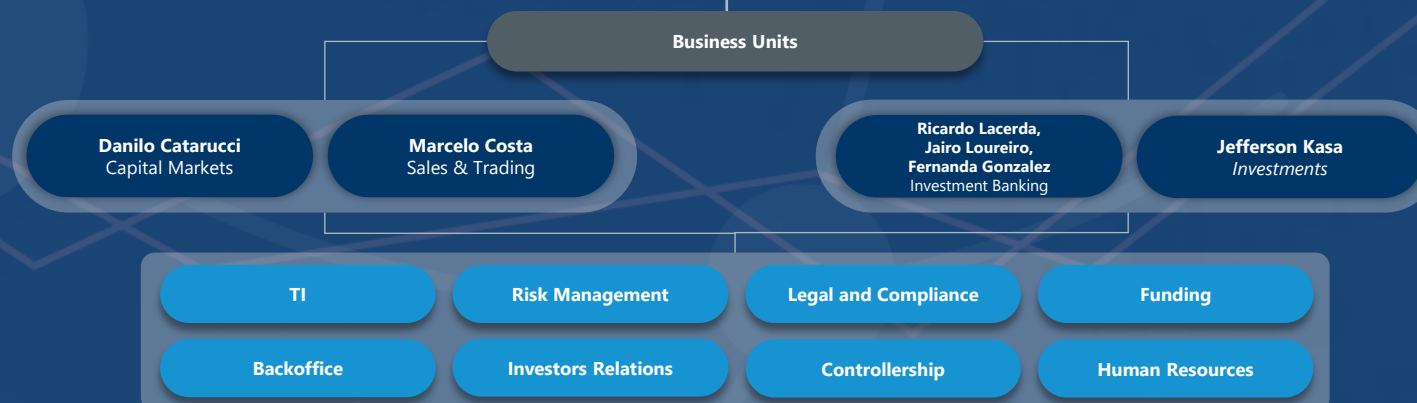 Business Units
Danilo Catarucci
Capital Markets
Marcelo Costa
Sales & Trading
Ricardo Lacerda,
Jairo Loureiro,
Fernanda Gonzalez
Investment Banking
Jefferson Kasa
Investments
TI
Risk Management
Legal and Compliance
Funding
Backoffice
Investors Relations
Controllership
Human Resources